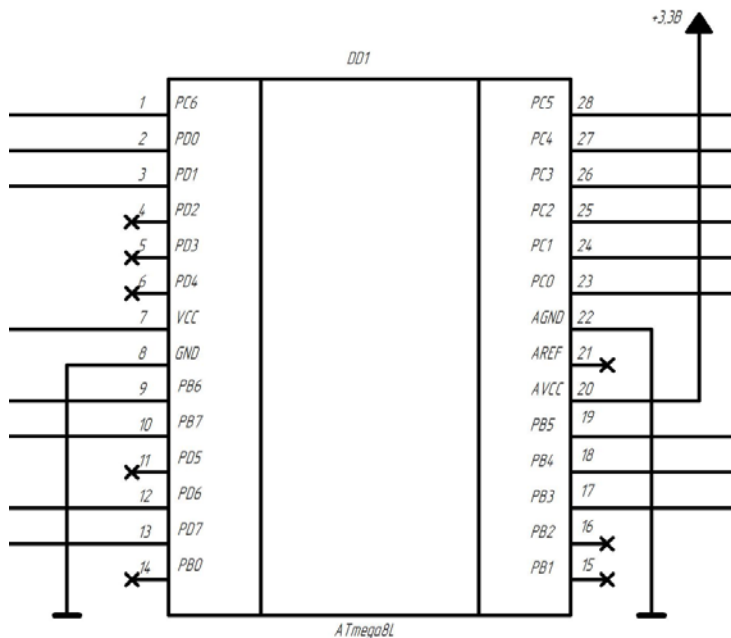 +3,3В
DD1
1 PC6 PC5 28
2 PD0 PC4 27
3 PD1 PC3 26
4 PD2 PC2 25
5 PD3 PC1 24
6 PD4 PC0 23
7 VCC AGND 22
8 GND AREF 21
9 PB6 AVCC 20
10 PB7 PB5 19
11 PD5 PB4 18
12 PD6 PB3 17
13 PD7 PB2 16
14 PB0 PB1 15
ATmega8L